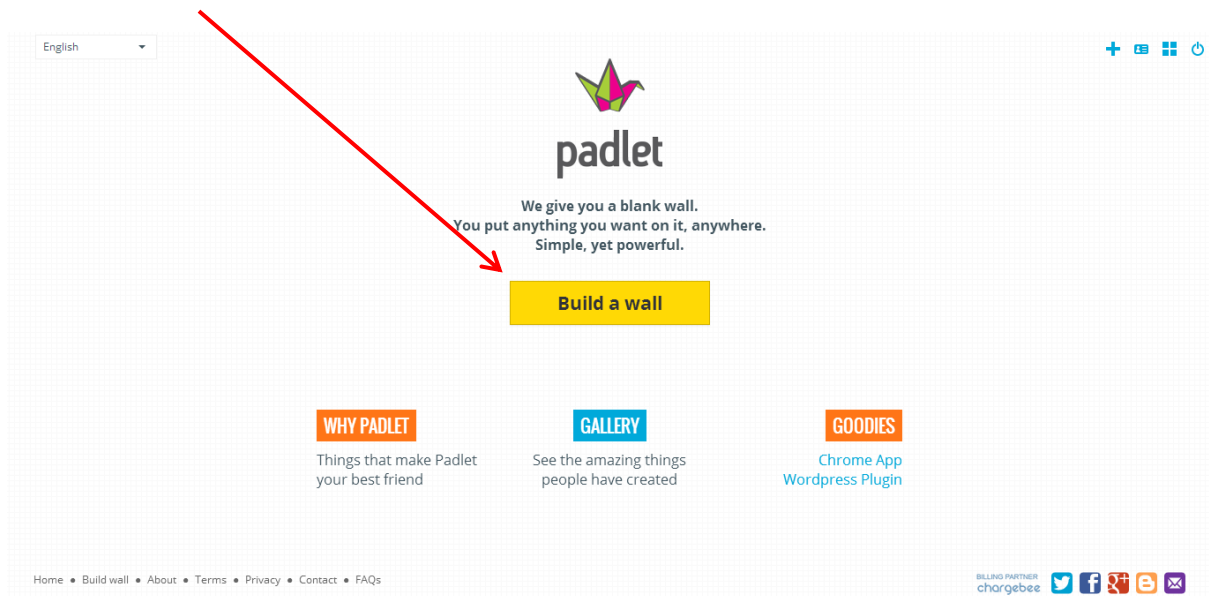 English
padlet
We give you a blank wall.
You put anything you want on it, anywhere.
Simple, yet powerful.
Build a wall
WHY PADLET
Things that make Padlet
your best friend
GALLERY
See the amazing things
people have created
GOODIES
Chrome App
Wordpress Plugin
Home • Build wall • About • Terms • Privacy • Contact • FAQs
BILLING PARTNER
chargebee